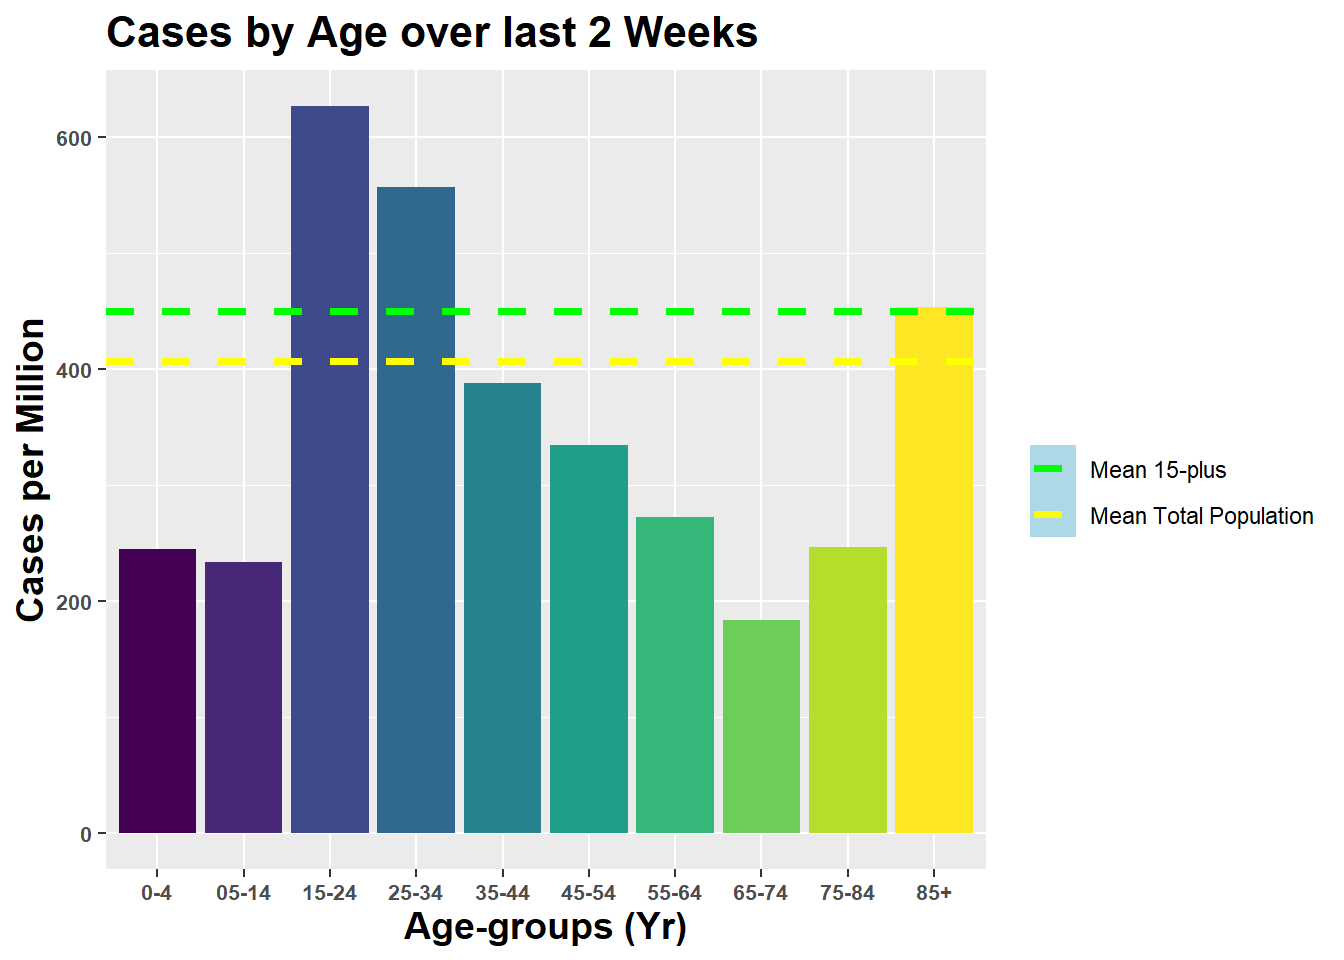 Cases by Age over last 2 Weeks
Cases per Million
600
400
200
0
0-4 05-14 15-24 25-34 35-44 45-54 55-64 65-74 75-84 85+
Age-groups (Yr)
Mean 15-plus
Mean Total Population